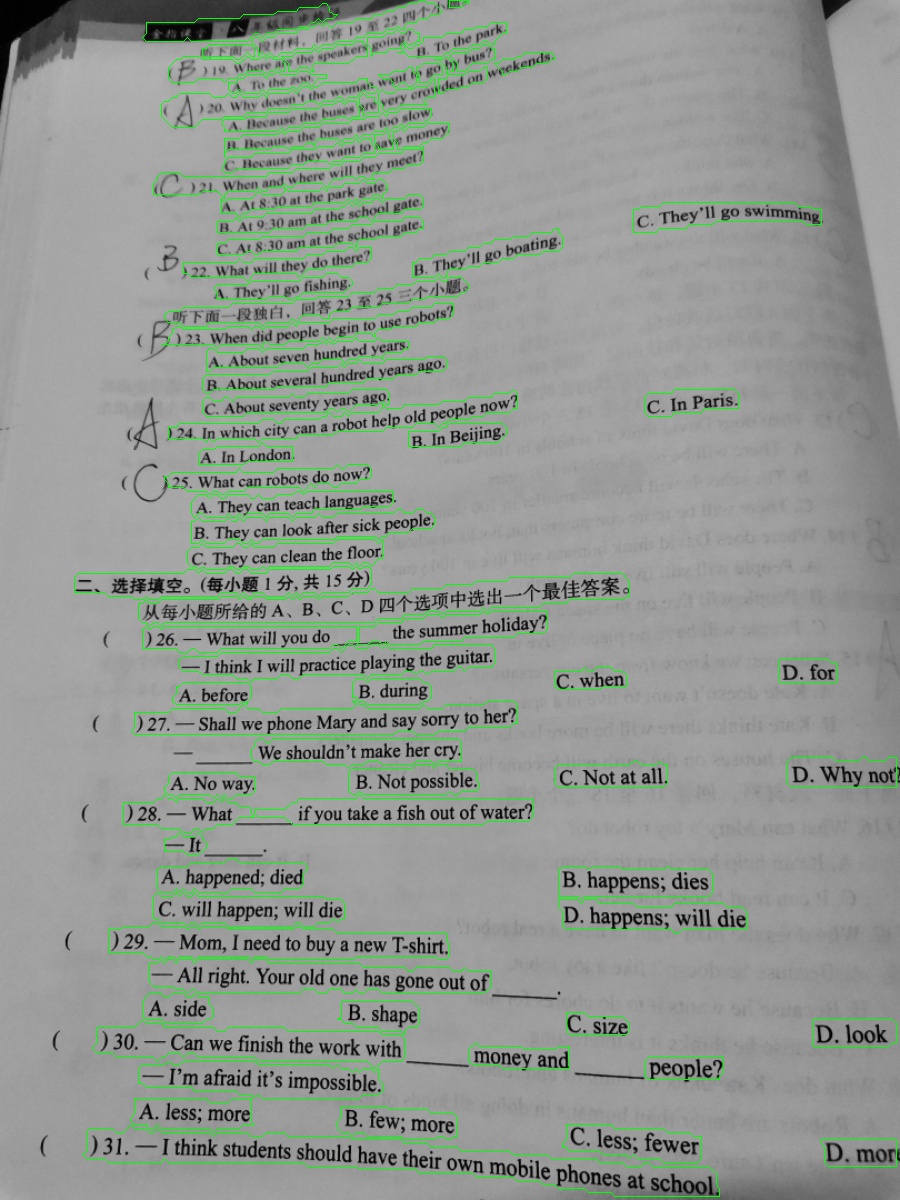 金指课堂 八年级阅听
听下面一段材料，回答 19 至 22 四个小题。
(B)19. Where are the speakers going?
A. To the zoo. B. To the park.
(A)20. Why doesn't the woman want to go by bus?
A. Because the buses are very crowded on weekends.
B. Because the buses are too slow.
C. Because they want to save money.
(C)21. When and where will they meet?
A. At 8:30 at the park gate.
B. At 9:30 am at the school gate.
C. At 8:30 am at the school gate.
(B)22. What will they do there?
A. They'll go fishing. B. They'll go boating. C. They'll go swimming.
听下面一段独白，回答 23 至 25 三个小题。
(B)23. When did people begin to use robots?
A. About seven hundred years.
B. About several hundred years ago.
C. About seventy years ago.
(A)24. In which city can a robot help old people now?
A. In London. B. In Beijing. C. In Paris.
(C)25. What can robots do now?
A. They can teach languages.
B. They can look after sick people.
C. They can clean the floor.
二、选择填空。(每小题 1 分, 共 15 分)
从每小题所给的 A、B、C、D 四个选项中选出一个最佳答案。
( )26. — What will you do ______ the summer holiday?
— I think I will practice playing the guitar.
A. before B. during C. when D. for
( )27. — Shall we phone Mary and say sorry to her?
— ______ We shouldn't make her cry.
A. No way. B. Not possible. C. Not at all. D. Why not?
( )28. — What ______ if you take a fish out of water?
— It ______.
A. happened; died B. happens; dies
C. will happen; will die D. happens; will die
( )29. — Mom, I need to buy a new T-shirt.
— All right. Your old one has gone out of ______.
A. side B. shape C. size D. look
( )30. — Can we finish the work with ______ money and ______ people?
— I'm afraid it's impossible.
A. less; more B. few; more C. less; fewer D. more
( )31. — I think students should have their own mobile phones at school.